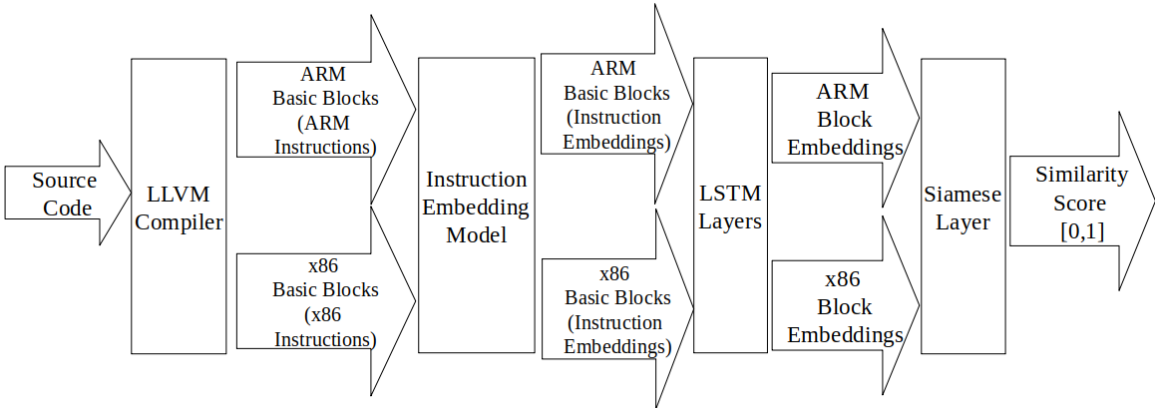 Source
Code
LLVM
Compiler
ARM
Basic Blocks
(ARM
Instructions)
x86
Basic Blocks
(x86
Instructions)
Instruction
Embedding
Model
ARM
Basic Blocks
(Instruction
Embeddings)
x86
Basic Blocks
(Instruction
Embeddings)
LSTM
Layers
ARM
Block
Embeddings
x86
Block
Embeddings
Siamese
Layer
Similarity
Score
[0,1]